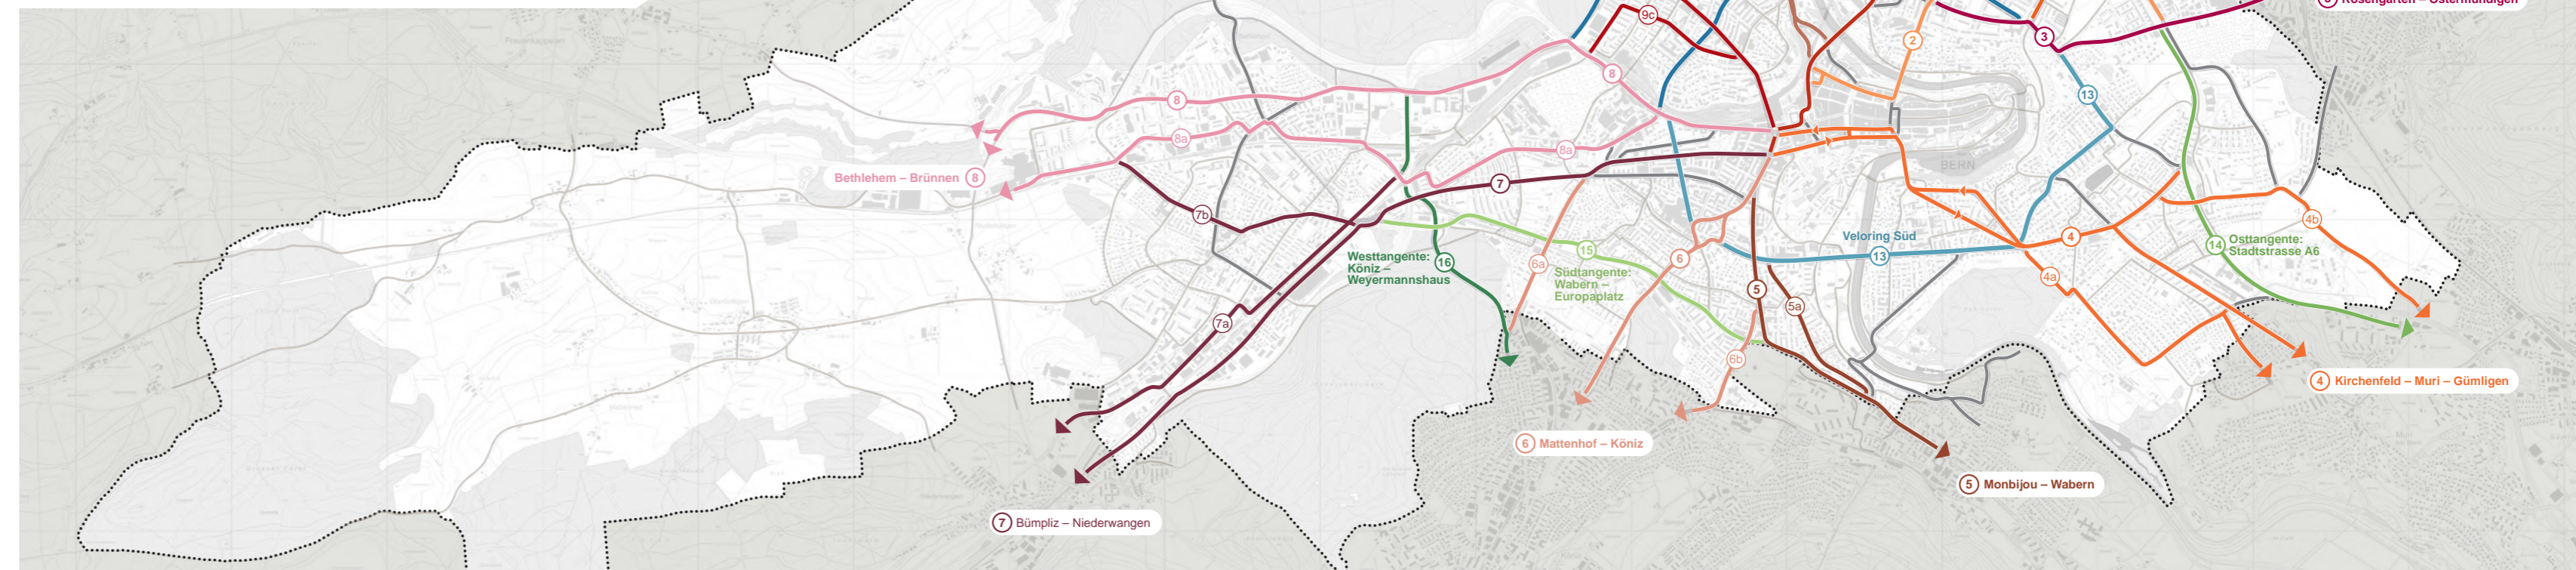 9c
3 Rosengarten – Ostermundigen
2
3
8
13
8
8a
8a
Bethlehem – Brünnen 8
7
BERN
7b
4b
Veloring Süd
4
14 Osttangente:
Stadtstrasse A6
15
13
Westtangente:
Köniz –
Weyermannshaus
16
6a
6
Südtangente:
Wabern –
Europaplatz
4a
5
5a
7a
6b
4 Kirchenfeld – Muri – Gümligen
6 Mattenhof – Köniz
5 Monbijou – Wabern
7 Bümpliz – Niederwangen